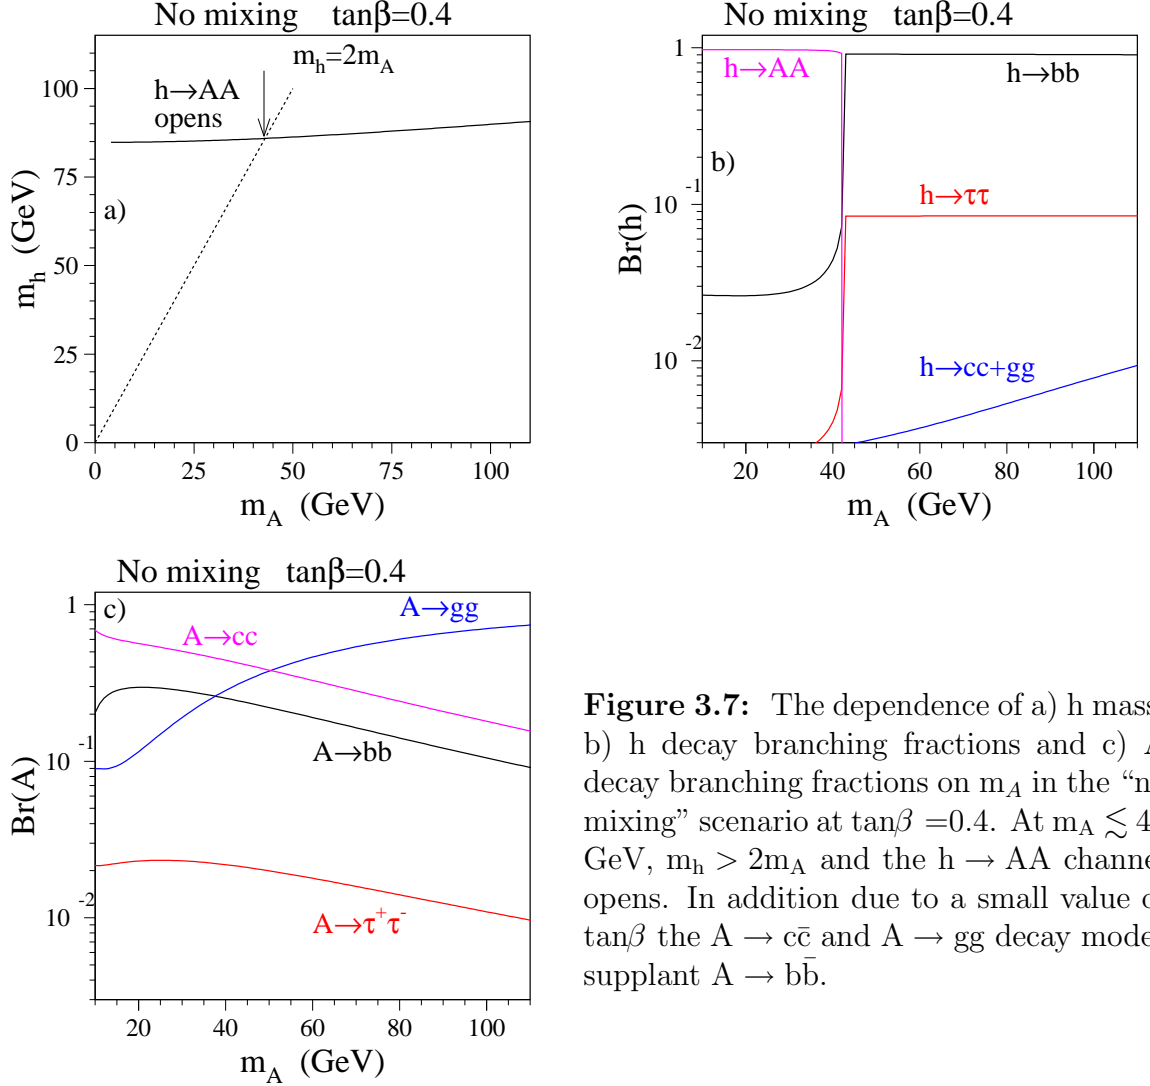 No mixing tanβ=0.4
m_h=2m_A
h→AA
opens
a)
m_h (GeV)
100
75
50
25
0
0 25 50 75 100
m_A (GeV)
No mixing tanβ=0.4
h→AA
h→bb
b)
h→ττ
h→cc+gg
Br(h)
1
10^-1
10^-2
20 40 60 80 100
m_A (GeV)
No mixing tanβ=0.4
c)
A→gg
A→cc
A→bb
A→τ^+τ^-
Br(A)
1
10^-1
10^-2
20 40 60 80 100
m_A (GeV)
Figure 3.7: The dependence of a) h mass
b) h decay branching fractions and c)
decay branching fractions on m_A in the “n
mixing” scenario at tanβ =0.4. At m_A ≲ 4
GeV, m_h > 2m_A and the h → AA channe
opens. In addition due to a small value o
tanβ the A → cc̄ and A → gg decay mode
supplant A → bb̄.